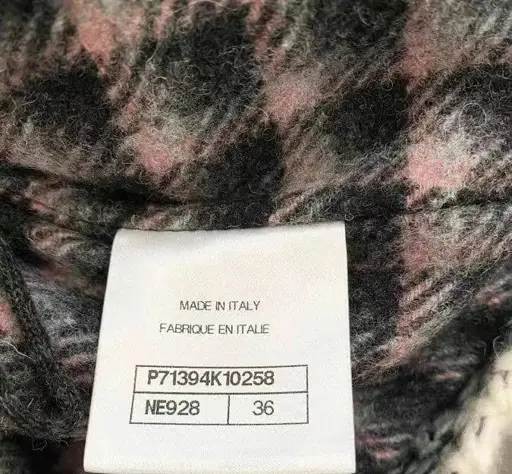 MADE IN ITALY
FABRIQUE EN ITALIE
P71394K10258
NE928 36